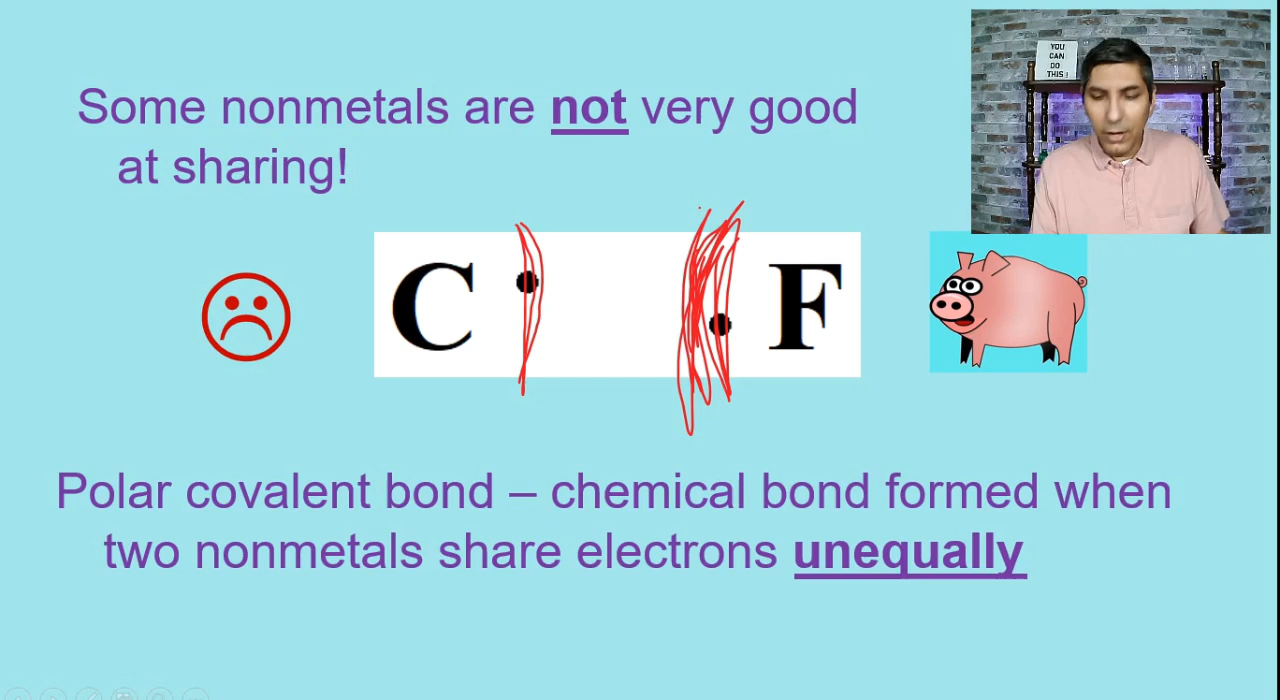 Some nonmetals are not very good
at sharing!
YOU
CAN
DO
THIS!
C F
Polar covalent bond – chemical bond formed when
two nonmetals share electrons unequally